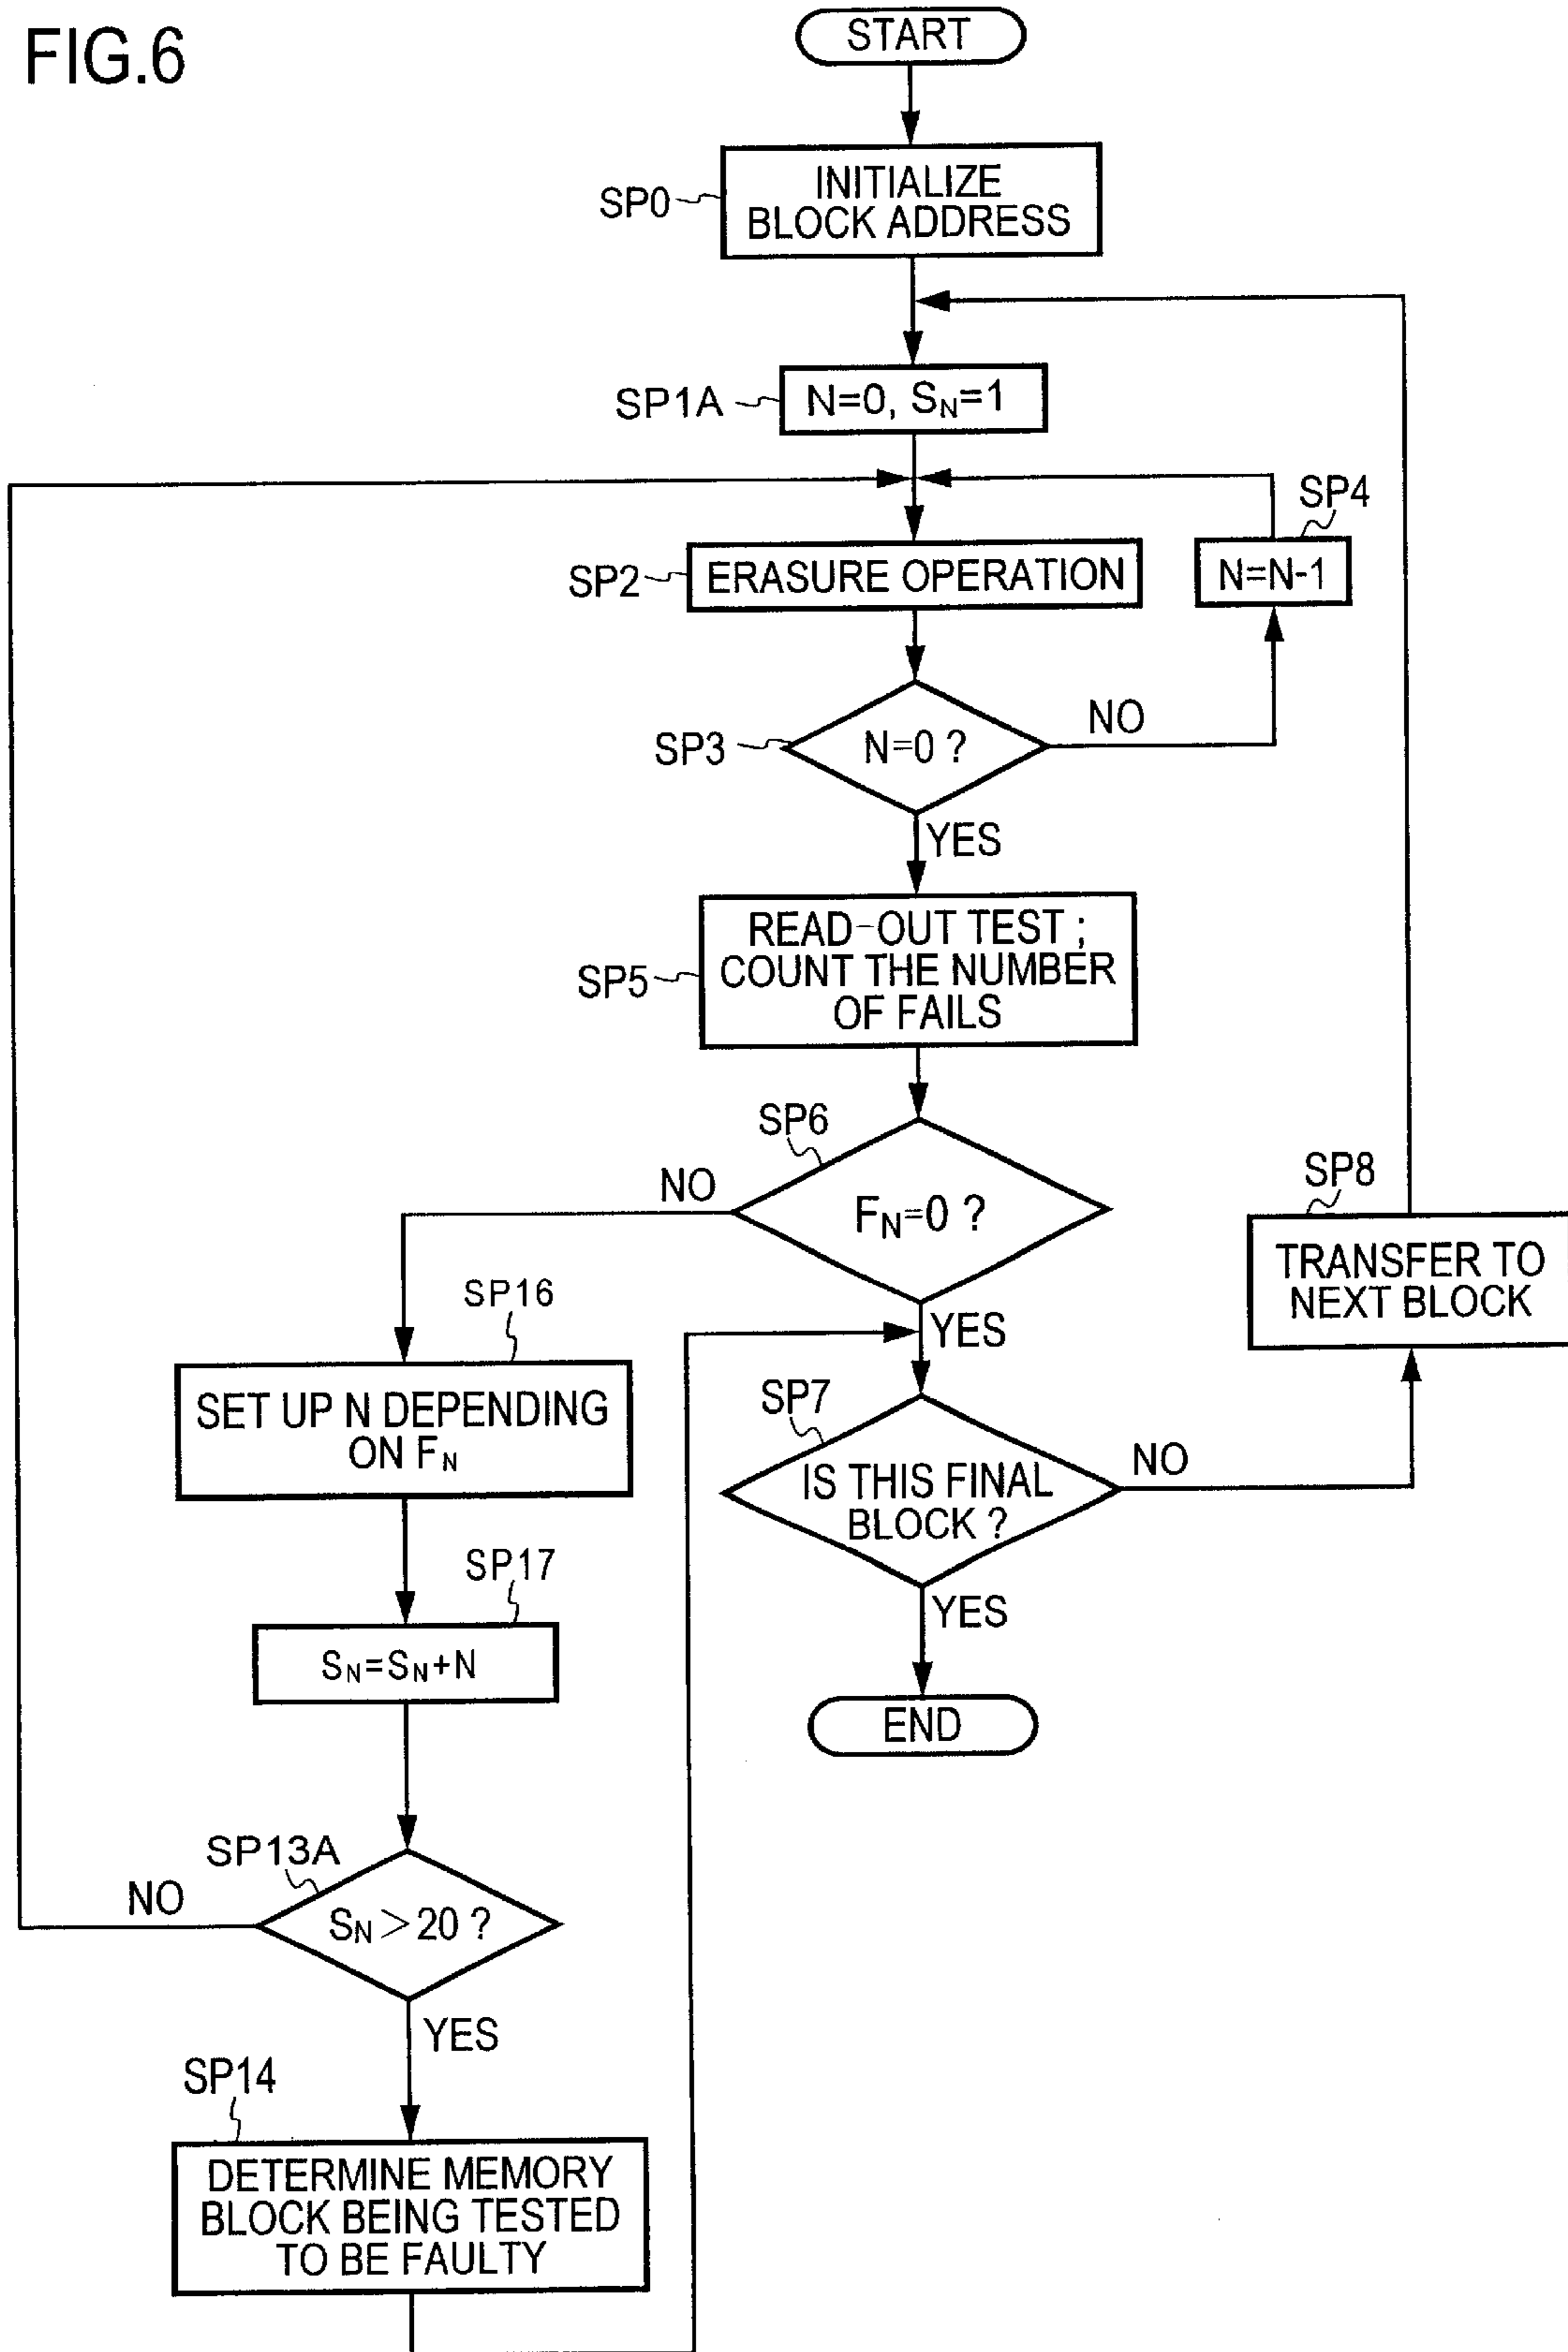 FIG.6
START
SP0
INITIALIZE
BLOCK ADDRESS
SP1A
N=0, SN=1
SP4
N=N-1
SP2
ERASURE OPERATION
SP3
N=0 ?
NO
YES
SP5
READ-OUT TEST ;
COUNT THE NUMBER
OF FAILS
SP6
FN=0 ?
NO
YES
SP8
TRANSFER TO
NEXT BLOCK
SP16
SET UP N DEPENDING
ON FN
SP7
IS THIS FINAL
BLOCK ?
NO
YES
END
SP17
SN=SN+N
SP13A
SN>20 ?
NO
YES
SP14
DETERMINE MEMORY
BLOCK BEING TESTED
TO BE FAULTY